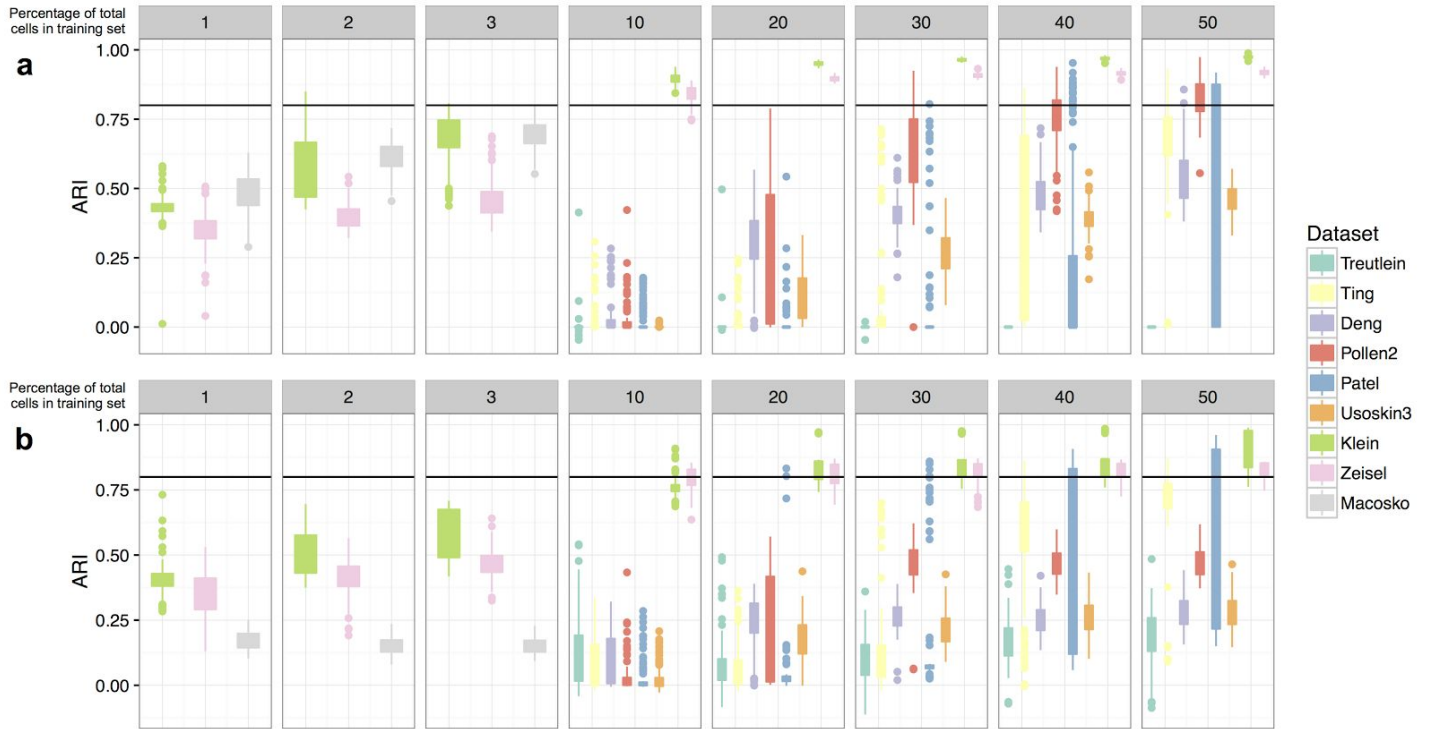 Percentage of total
cells in training set
1 2 3 10 20 30 40 50
a
1.00
0.75
0.50
0.25
0.00
ARI
Percentage of total
cells in training set
1 2 3 10 20 30 40 50
b
1.00
0.75
0.50
0.25
0.00
ARI
Dataset
Treutlein
Ting
Deng
Pollen2
Patel
Usoskin3
Klein
Zeisel
Macosko